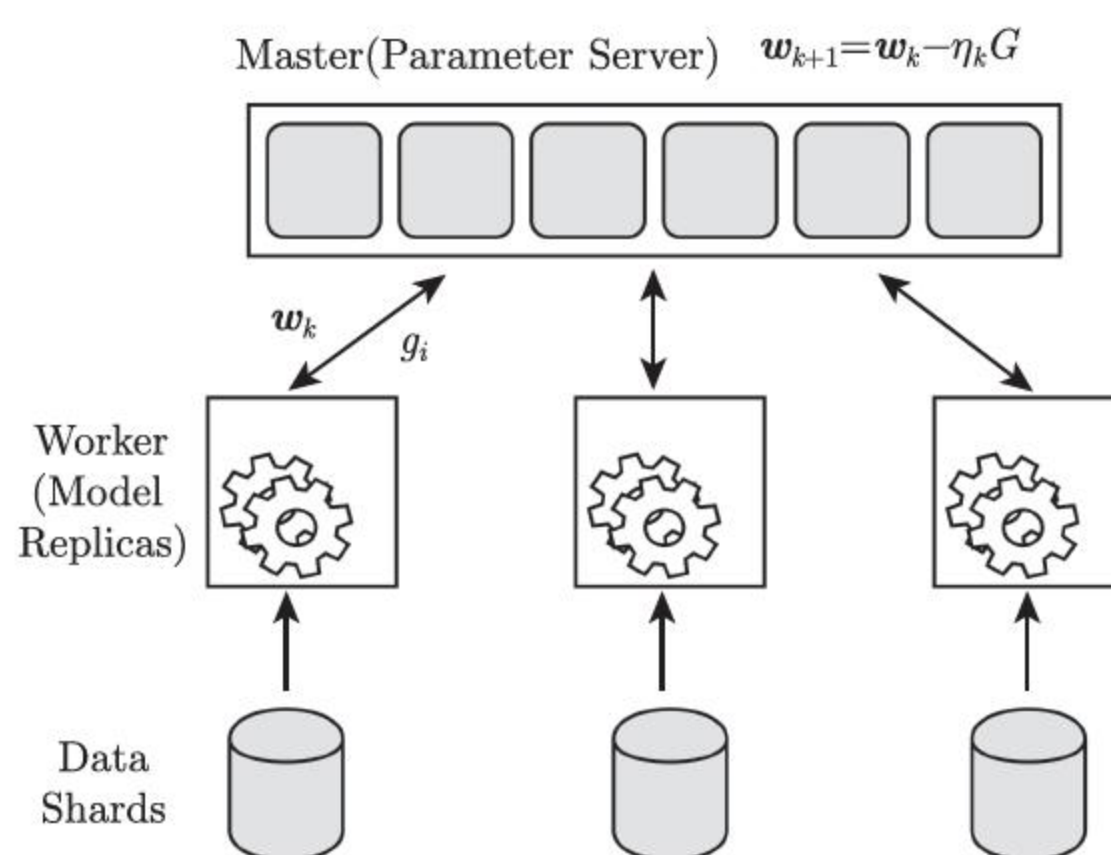 Master(Parameter Server) w_{k+1}=w_k−η_kG
w_k
g_i
Worker
(Model
Replicas)
Data
Shards